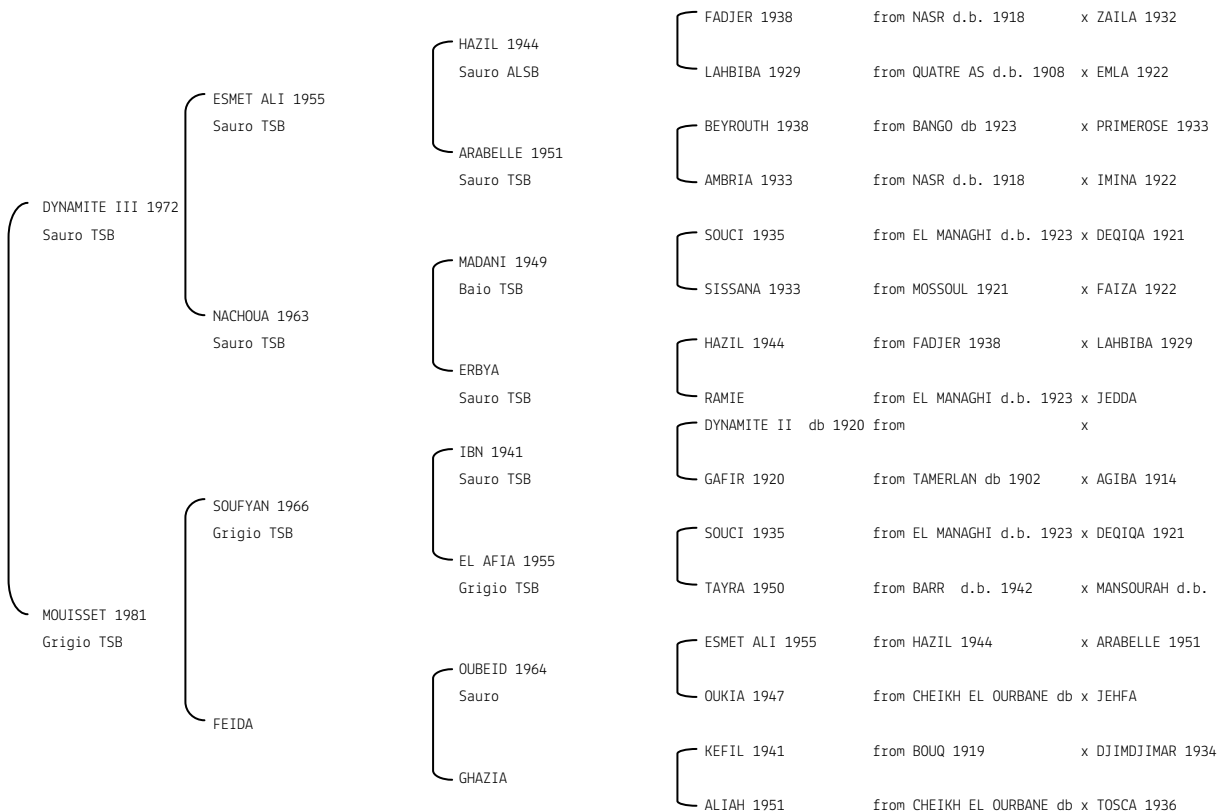 FADJER 1938 from NASR d.b. 1918 x ZAILA 1932
HAZIL 1944
Sauro ALSB
LAHBIBA 1929 from QUATRE AS d.b. 1908 x EMLA 1922
ESMET ALI 1955
Sauro TSB
BEYROUTH 1938 from BANGO db 1923 x PRIMEROSE 1933
ARABELLE 1951
Sauro TSB
AMBRIA 1933 from NASR d.b. 1918 x IMINA 1922
DYNAMITE III 1972
Sauro TSB
SOUCI 1935 from EL MANAGHI d.b. 1923 x DEQIQA 1921
MADANI 1949
Baio TSB
SISSANA 1933 from MOSSOUL 1921 x FAIZA 1922
NACHOUA 1963
Sauro TSB
HAZIL 1944 from FADJER 1938 x LAHBIBA 1929
ERBYA
Sauro TSB
RAMIE from EL MANAGHI d.b. 1923 x JEDDA
DYNAMITE II db 1920 from x
IBN 1941
Sauro TSB
GAFIR 1920 from TAMERLAN db 1902 x AGIBA 1914
SOUFYAN 1966
Grigio TSB
SOUCI 1935 from EL MANAGHI d.b. 1923 x DEQIQA 1921
EL AFIA 1955
Grigio TSB
TAYRA 1950 from BARR d.b. 1942 x MANSOURAH d.b.
MOUISSET 1981
Grigio TSB
ESMET ALI 1955 from HAZIL 1944 x ARABELLE 1951
OUBEID 1964
Sauro
OUKIA 1947 from CHEIKH EL OURBANE db x JEHFA
FEIDA
KEFIL 1941 from BOUQ 1919 x DJIMDJIMAR 1934
GHAZIA
ALIAH 1951 from CHEIKH EL OURBANE db x TOSCA 1936